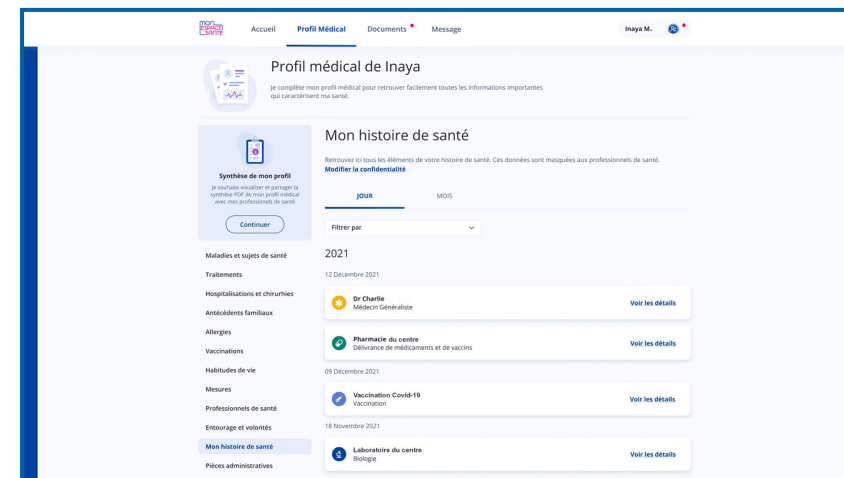 mon
ESPACE
SANTÉ
Accueil
Profil Médical
Documents
Message
Inaya M.
Profil médical de Inaya
Je complète mon profil médical pour retrouver facilement toutes les informations importantes
qui caractérisent ma santé.
Synthèse de mon profil
Je souhaite visualiser et partager la
synthèse PDF de mon profil médical
avec mes professionels de santé
Continuer
Maladies et sujets de santé
Traitements
Hospitalisations et chirurhies
Antécédents familiaux
Allergies
Vaccinations
Habitudes de vie
Mesures
Professionnels de santé
Entourage et volontés
Mon histoire de santé
Pièces administratives
Mon histoire de santé
Retrouvez ici tous les éléments de votre histoire de santé. Ces données sont masquées aux professionnels de santé.
Modifier la confidentialité
JOUR
MOIS
Filtrer par
2021
12 Décembre 2021
Dr Charlie
Médecin Généraliste
Voir les détails
Pharmacie du centre
Délivrance de médicaments et de vaccins
Voir les détails
09 Décembre 2021
Vaccination Covid-19
Vaccination
Voir les détails
18 Novembre 2021
Laboratoire du centre
Biologie
Voir les détails